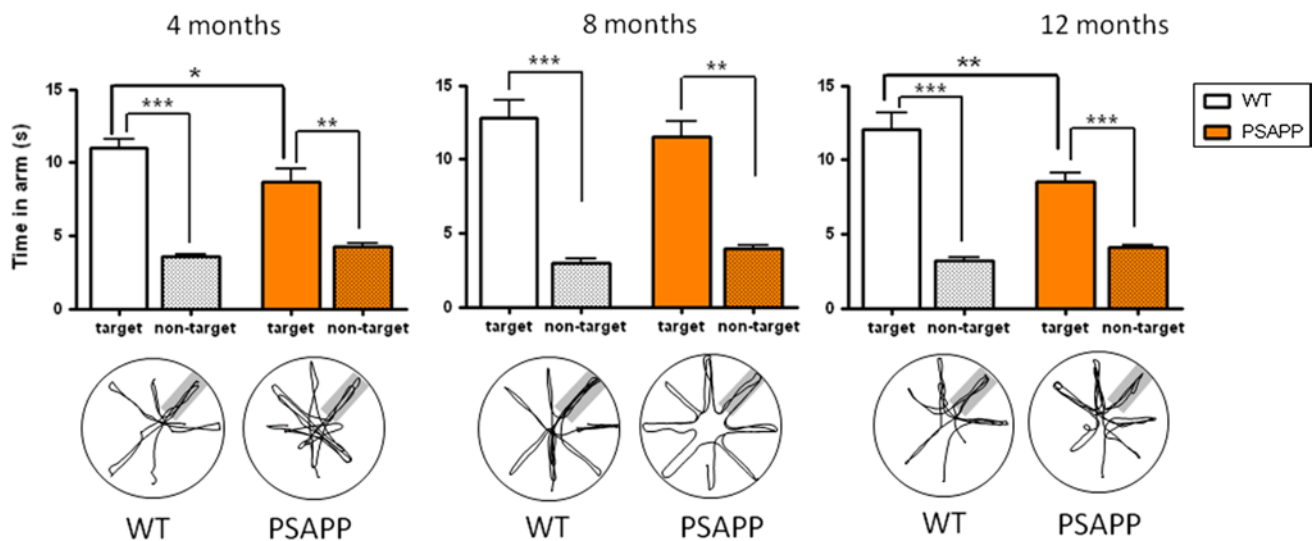 4 months
8 months
12 months
* *** **
*** **
** *** ***
WT
PSAPP
Time in arm (s)
15
10
5
0
15
10
5
0
15
10
5
0
target non-target target non-target
target non-target target non-target
target non-target target non-target
WT PSAPP WT PSAPP WT PSAPP